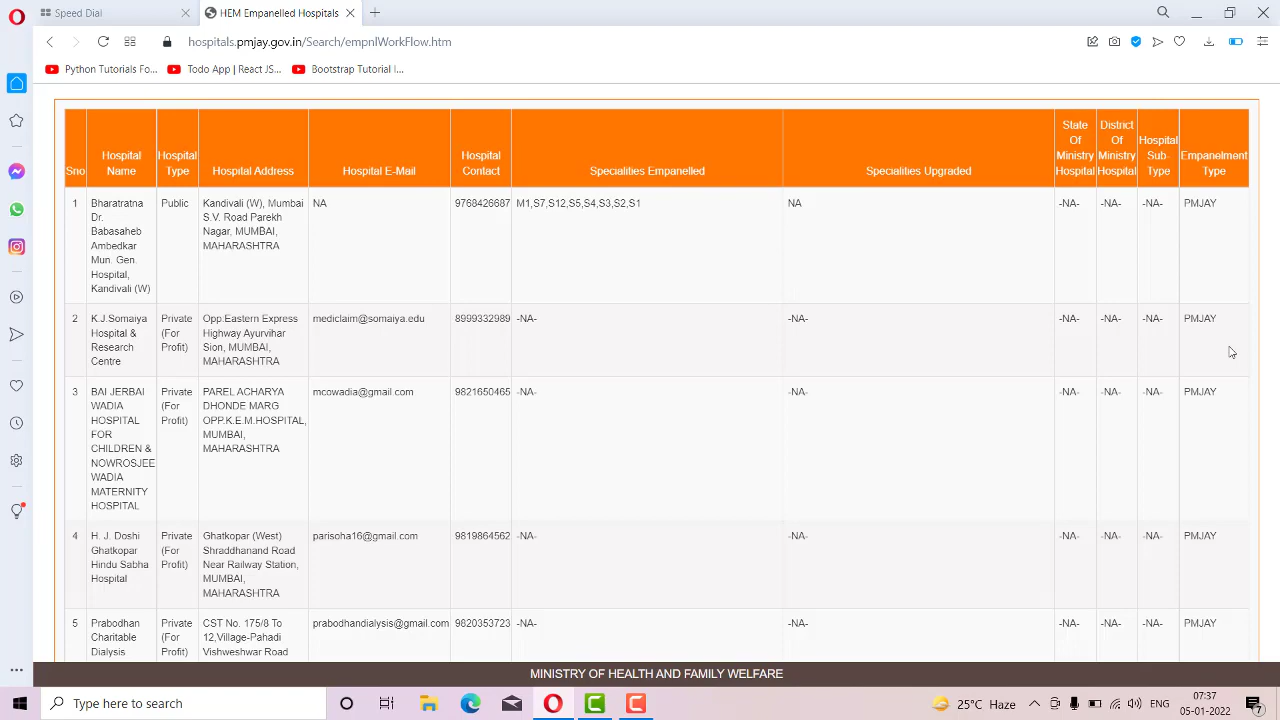 Speed Dial
HEM Empanelled Hospitals
hospitals.pmjay.gov.in/Search/empnlWorkFlow.htm
Python Tutorials Fo...
Todo App | React JS...
Bootstrap Tutorial I...
Sno
Hospital
Name
Hospital
Type
Hospital Address
Hospital E-Mail
Hospital
Contact
Specialities Empanelled
Specialities Upgraded
State
Of
Ministry
Hospital
District
Of
Ministry
Hospital
Hospital
Sub-
Type
Empanelment
Type
1
Bharatratna
Dr.
Babasaheb
Ambedkar
Mun. Gen.
Hospital,
Kandivali (W)
Public
Kandivali (W), Mumbai
S.V. Road Parekh
Nagar, MUMBAI,
MAHARASHTRA
NA
9768426687
M1,S7,S12,S5,S4,S3,S2,S1
NA
-NA-
-NA-
-NA-
PMJAY
2
K.J.Somaiya
Hospital &
Research
Centre
Private
(For
Profit)
Opp:Eastern Express
Highway Ayurvihar
Sion, MUMBAI,
MAHARASHTRA
mediclaim@somaiya.edu
8999332989
-NA-
-NA-
-NA-
-NA-
-NA-
PMJAY
3
BAI JERBAI
WADIA
HOSPITAL
FOR
CHILDREN &
NOWROSJEE
WADIA
MATERNITY
HOSPITAL
Private
(For
Profit)
PAREL ACHARYA
DHONDE MARG
OPP.K.E.M.HOSPITAL,
MUMBAI,
MAHARASHTRA
mcowadia@gmail.com
9821650465
-NA-
-NA-
-NA-
-NA-
-NA-
PMJAY
4
H. J. Doshi
Ghatkopar
Hindu Sabha
Hospital
Private
(For
Profit)
Ghatkopar (West)
Shraddhanand Road
Near Railway Station,
MUMBAI,
MAHARASHTRA
parisoha16@gmail.com
9819864562
-NA-
-NA-
-NA-
-NA-
-NA-
PMJAY
5
Prabodhan
Charitable
Dialysis
Private
(For
Profit)
CST No. 175/8 To
12,Village-Pahadi
Vishweshwar Road
prabodhandialysis@gmail.com
9820353723
-NA-
-NA-
-NA-
-NA-
-NA-
PMJAY
MINISTRY OF HEALTH AND FAMILY WELFARE
Type here to search
25°C Haze
ENG
07:37
05-01-2022
7